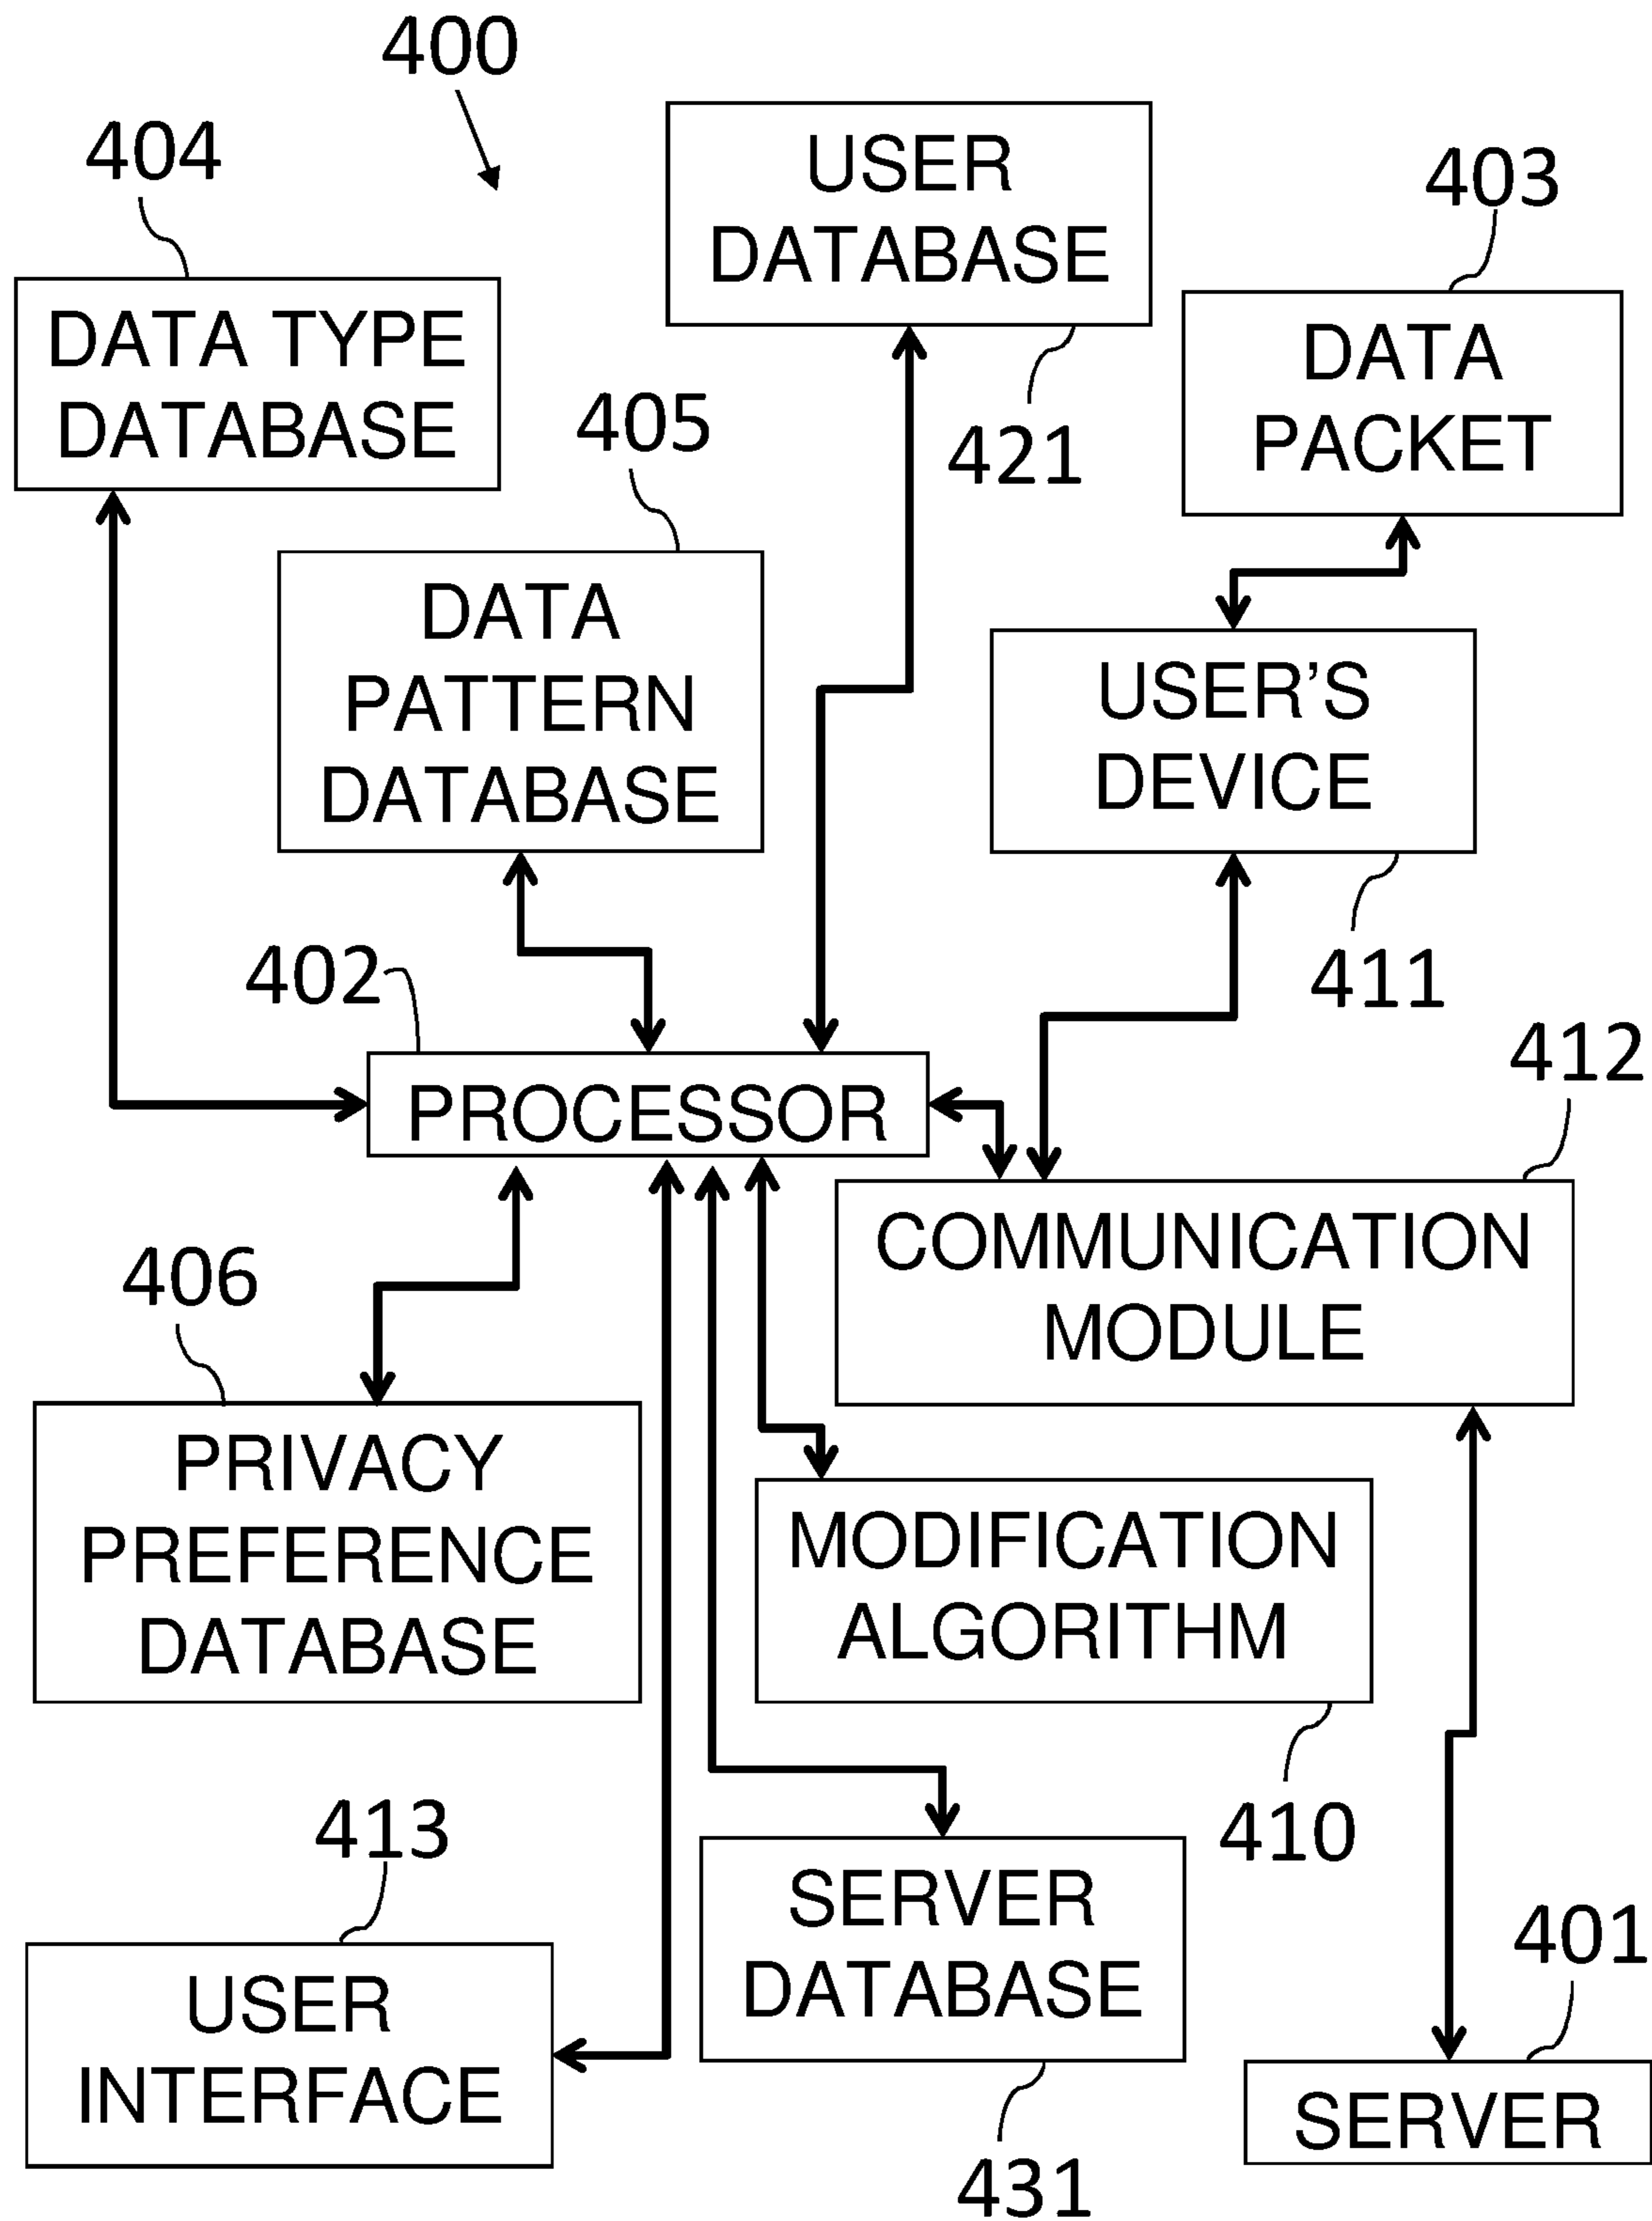 400
404
USER
DATABASE
403
DATA TYPE
DATABASE
DATA
PACKET
405
421
DATA
PATTERN
DATABASE
USER’S
DEVICE
402
411
412
PROCESSOR
COMMUNICATION
MODULE
406
PRIVACY
PREFERENCE
DATABASE
MODIFICATION
ALGORITHM
413
410
SERVER
DATABASE
401
USER
INTERFACE
SERVER
431